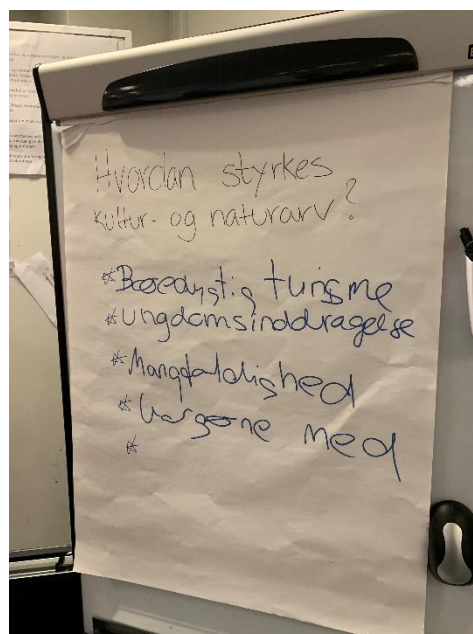 Hvordan styrkes
kultur- og naturarv?
* Bæredygtig turisme
* Ungdomsinddragelse
* Mangfoldighed
* borgerne med
*